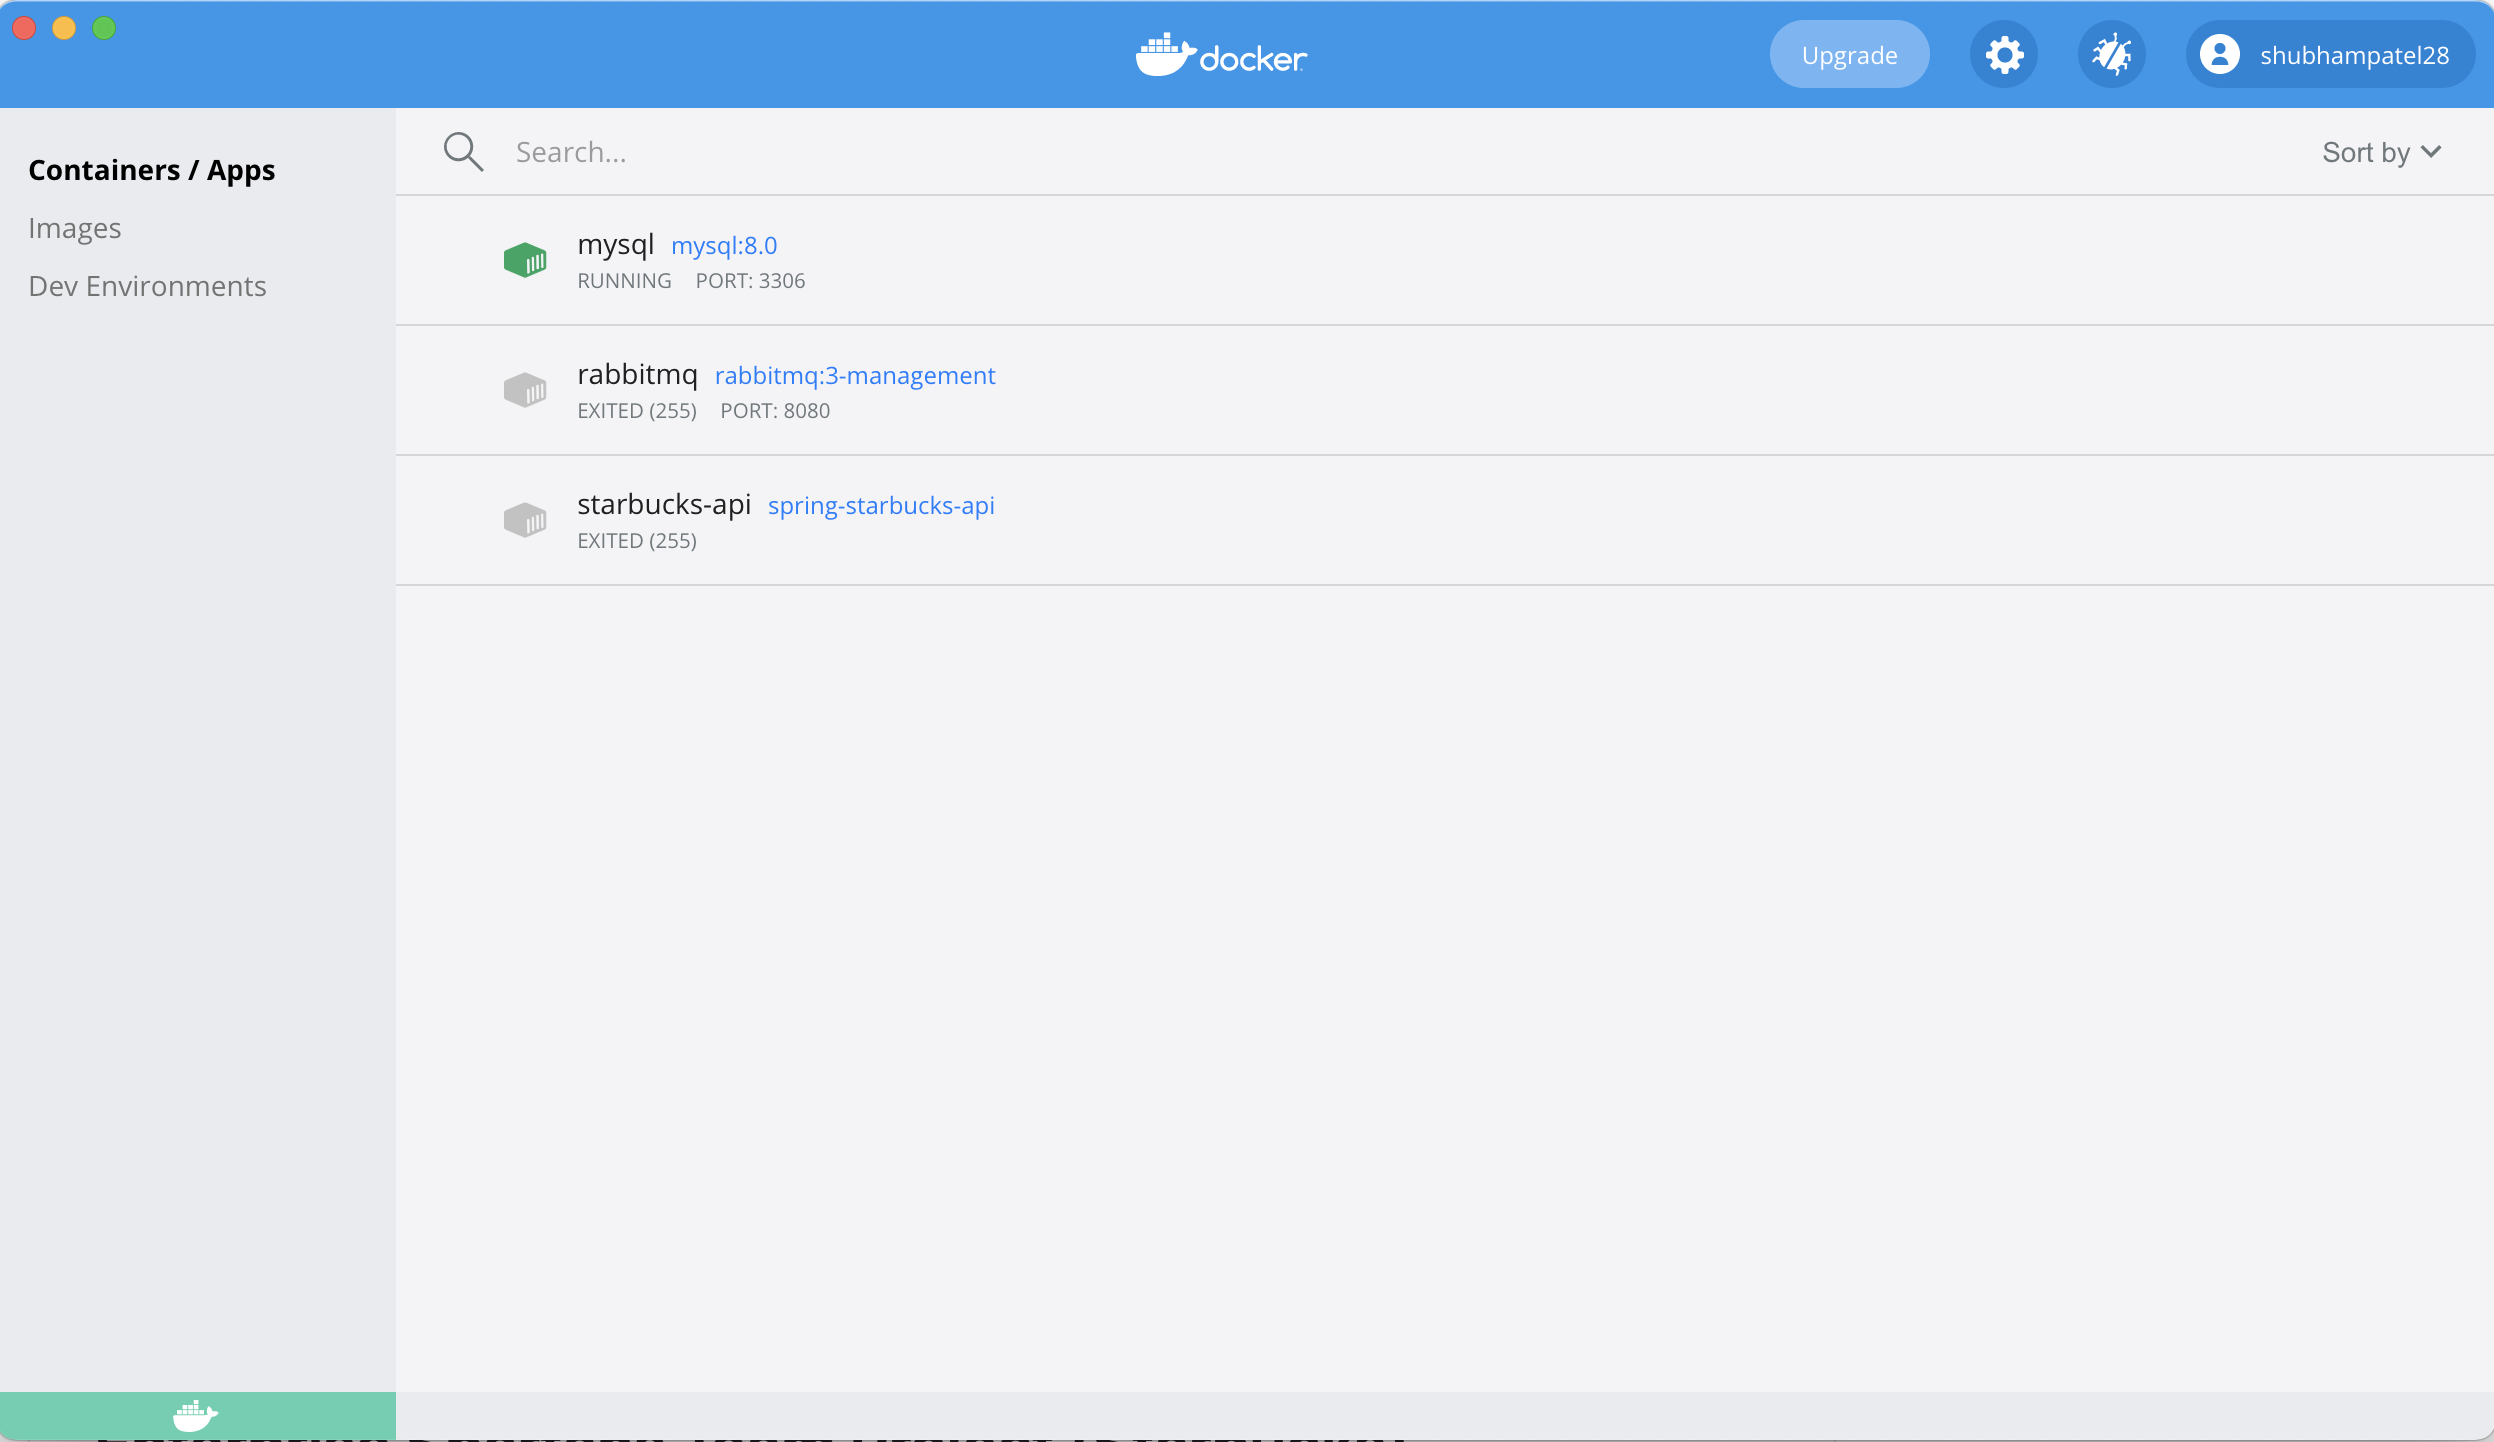 docker
Upgrade
shubhampatel28
Containers / Apps
Images
Dev Environments
Search...
Sort by
mysql mysql:8.0
RUNNING PORT: 3306
rabbitmq rabbitmq:3-management
EXITED (255) PORT: 8080
starbucks-api spring-starbucks-api
EXITED (255)